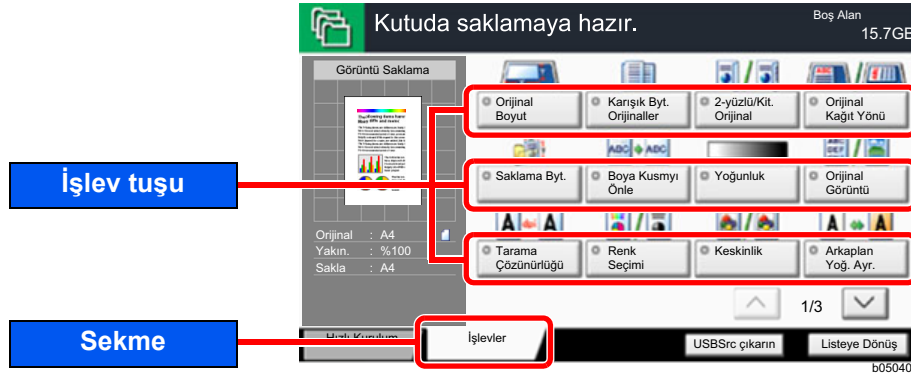 Kutuda saklamaya hazır.
Boş Alan
15.7GB
Görüntü Saklama
Orijinal
Boyut
Karışık Byt.
Orijinaller
2-yüzlü/Kit.
Orijinal
Orijinal
Kağıt Yönü
İşlev tuşu
ABC ABC
Saklama Byt.
Boya Kusmyı
Önle
Yoğunluk
Orijinal
Görüntü
Orijinal : A4
Yakın. : %100
Sakla : A4
A A
A A
Tarama
Çözünürlüğü
Renk
Seçimi
Keskinlik
Arkaplan
Yoğ. Ayr.
1/3
Sekme
Hızlı Kurulum
İşlevler
USBSrc çıkarın
Listeye Dönüş
b05040